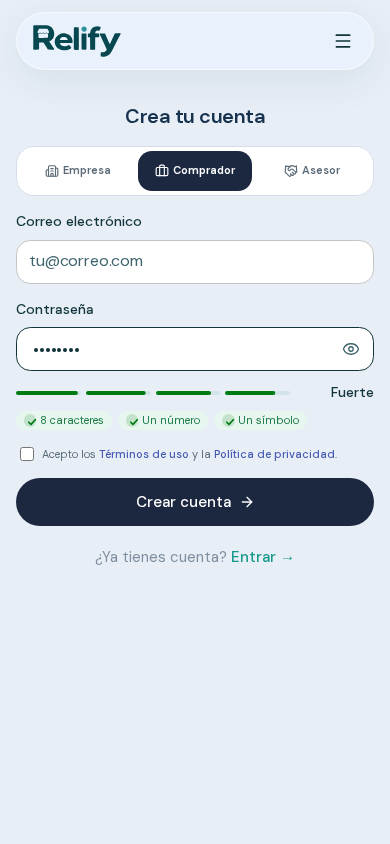 Relify
Crea tu cuenta
Empresa Comprador Asesor
Correo electrónico
tu@correo.com
Contraseña
••••••••
Fuerte
8 caracteres Un número Un símbolo
Acepto los Términos de uso y la Política de privacidad.
Crear cuenta →
¿Ya tienes cuenta? Entrar →